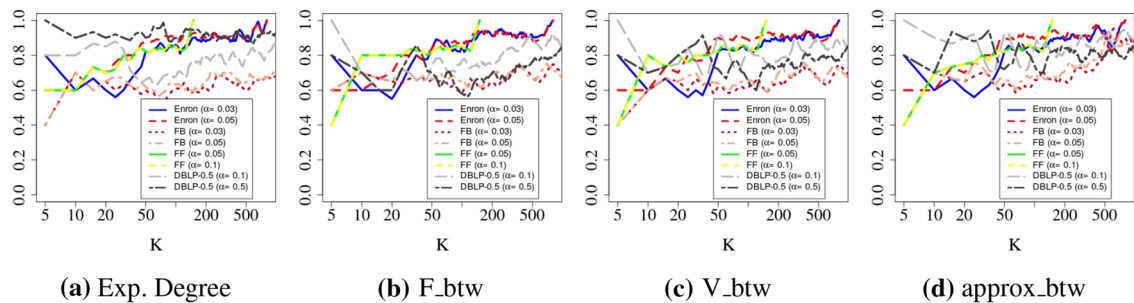 0.0 0.2 0.4 0.6 0.8 1.0
Enron (α= 0.03)
Enron (α= 0.05)
FB (α= 0.03)
FB (α= 0.05)
FF (α= 0.05)
FF (α= 0.1)
DBLP-0.5 (α= 0.1)
DBLP-0.5 (α= 0.5)
5 10 20 50 200 500
K
(a) Exp. Degree
0.0 0.2 0.4 0.6 0.8 1.0
Enron (α= 0.03)
Enron (α= 0.05)
FB (α= 0.03)
FB (α= 0.05)
FF (α= 0.05)
FF (α= 0.1)
DBLP-0.5 (α= 0.1)
DBLP-0.5 (α= 0.5)
5 10 20 50 200 500
K
(b) F_btw
0.0 0.2 0.4 0.6 0.8 1.0
Enron (α= 0.03)
Enron (α= 0.05)
FB (α= 0.03)
FB (α= 0.05)
FF (α= 0.05)
FF (α= 0.1)
DBLP-0.5 (α= 0.1)
DBLP-0.5 (α= 0.5)
5 10 20 50 200 500
K
(c) V_btw
0.0 0.2 0.4 0.6 0.8 1.0
Enron (α= 0.03)
Enron (α= 0.05)
FB (α= 0.03)
FB (α= 0.05)
FF (α= 0.05)
FF (α= 0.1)
DBLP-0.5 (α= 0.1)
DBLP-0.5 (α= 0.5)
5 10 20 50 200 500
K
(d) approx_btw